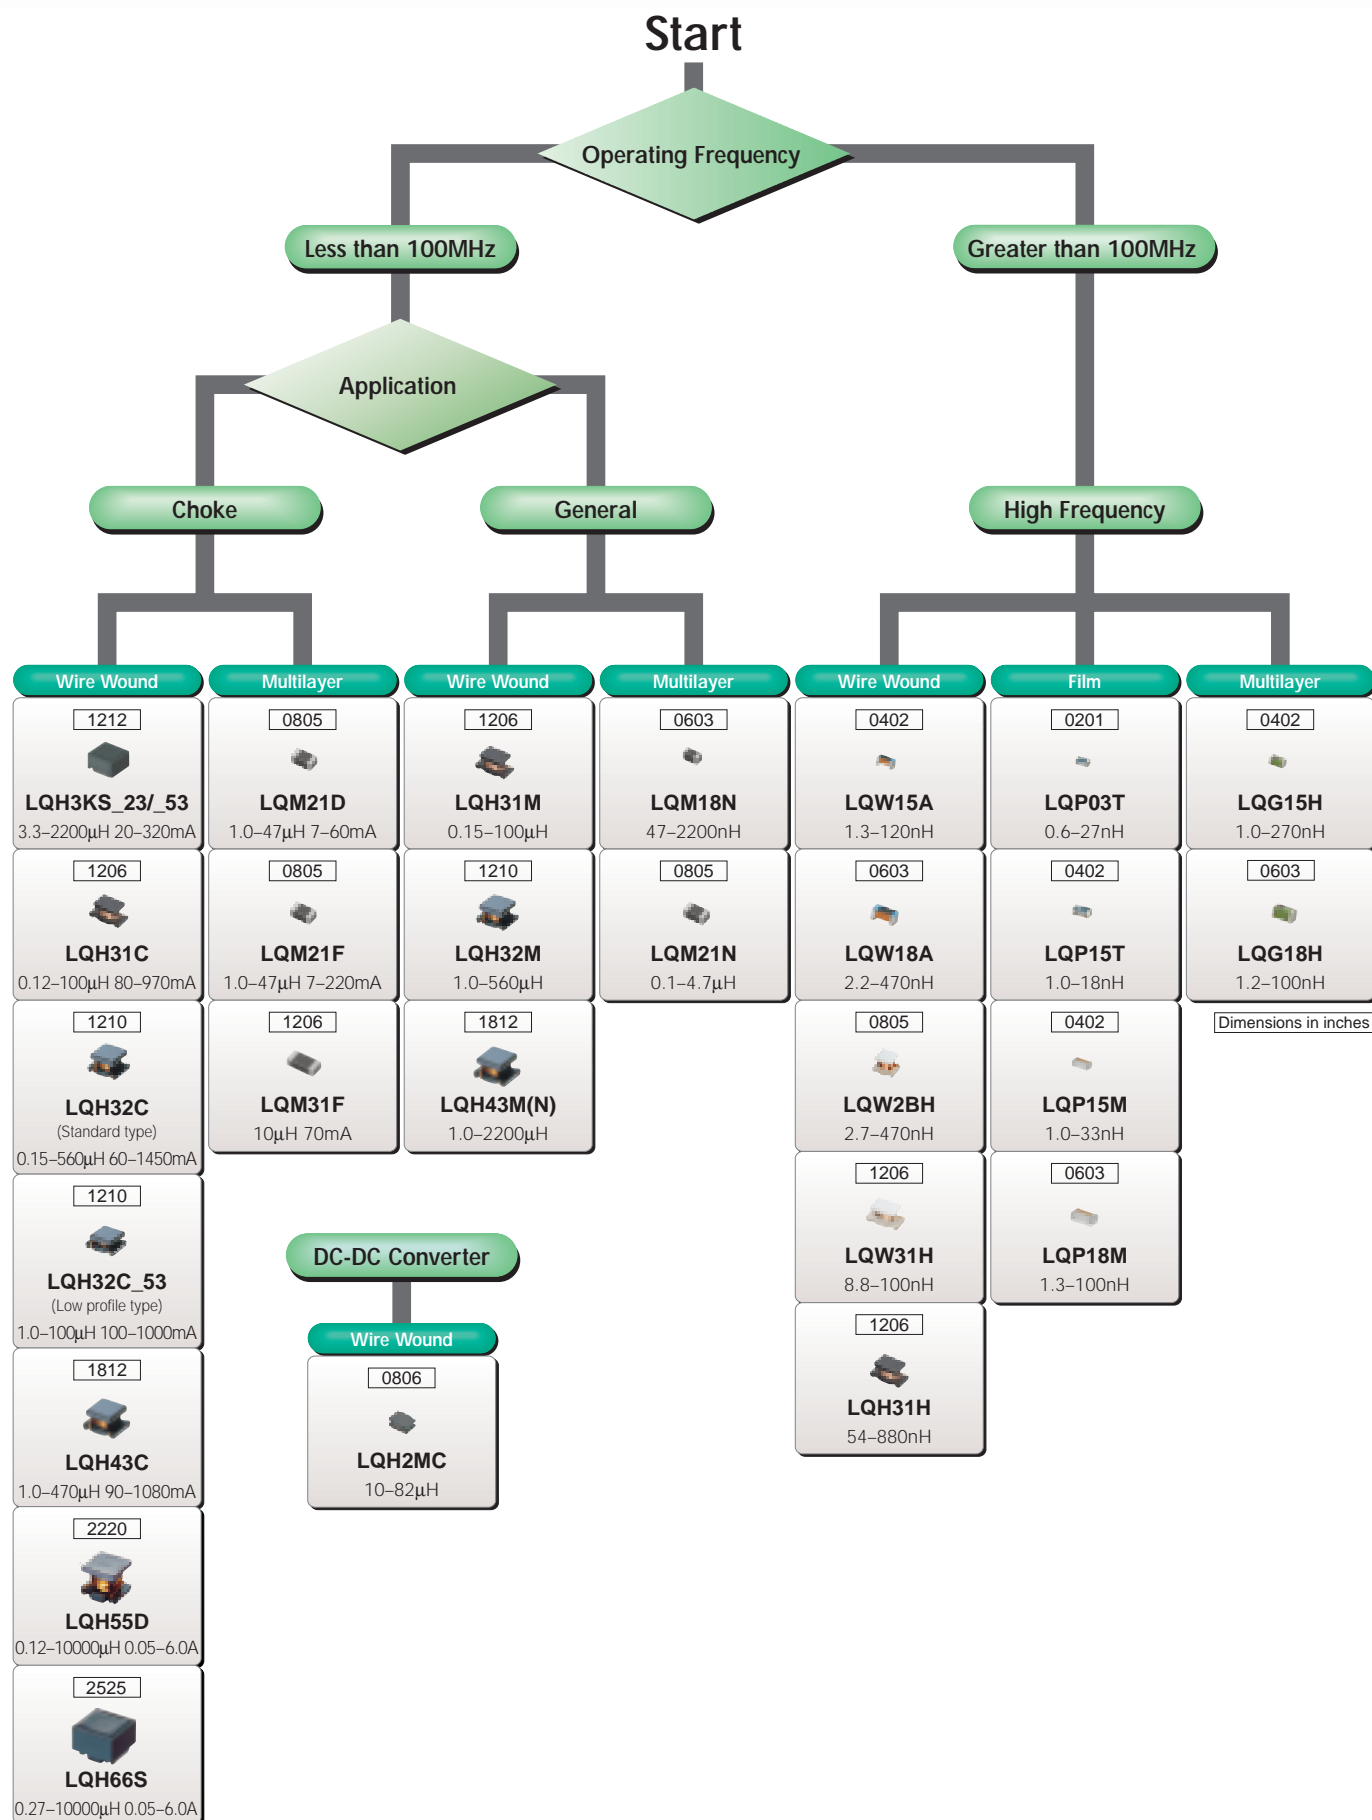 Start
Operating Frequency
Less than 100MHz
Greater than 100MHz
Application
Choke
General
High Frequency
Wire Wound
1212
LQH3KS_23/_53
3.3–2200µH 20–320mA
1206
LQH31C
0.12–100µH 80–970mA
1210
LQH32C
(Standard type)
0.15–560µH 60–1450mA
1210
LQH32C_53
(Low profile type)
1.0–100µH 100–1000mA
1812
LQH43C
1.0–470µH 90–1080mA
2220
LQH55D
0.12–10000µH 0.05–6.0A
2525
LQH66S
0.27–10000µH 0.05–6.0A
Multilayer
0805
LQM21D
1.0–47µH 7–60mA
0805
LQM21F
1.0–47µH 7–220mA
1206
LQM31F
10µH 70mA
Wire Wound
1206
LQH31M
0.15–100µH
1210
LQH32M
1.0–560µH
1812
LQH43M(N)
1.0–2200µH
Multilayer
0603
LQM18N
47–2200nH
0805
LQM21N
0.1–4.7µH
DC-DC Converter
Wire Wound
0806
LQH2MC
10–82µH
Wire Wound
0402
LQW15A
1.3–120nH
0603
LQW18A
2.2–470nH
0805
LQW2BH
2.7–470nH
1206
LQW31H
8.8–100nH
1206
LQH31H
54–880nH
Film
0201
LQP03T
0.6–27nH
0402
LQP15T
1.0–18nH
0402
LQP15M
1.0–33nH
0603
LQP18M
1.3–100nH
Multilayer
0402
LQG15H
1.0–270nH
0603
LQG18H
1.2–100nH
Dimensions in inches